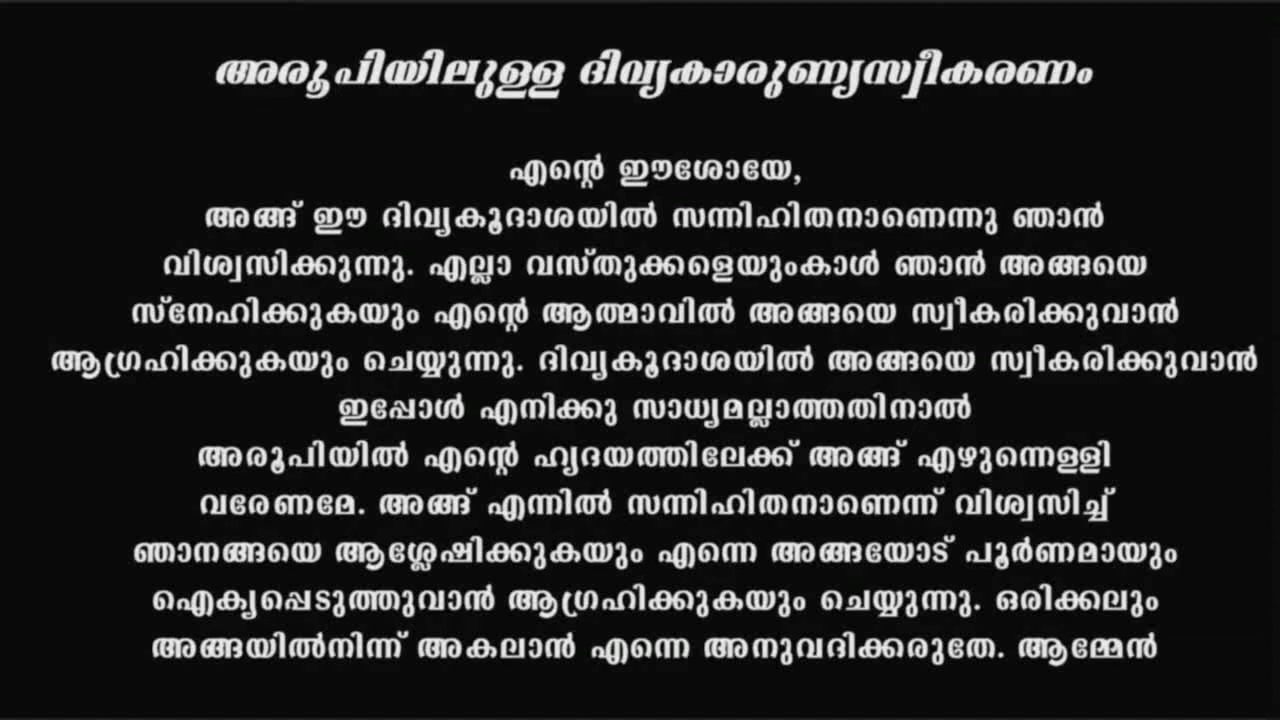 അരൂപിയിലുള്ള ദിവ്യകാരുണ്യസ്വീകരണം
എന്റെ ഈശോയേ,
അങ്ങ് ഈ ദിവ്യകൂദാശയിൽ സന്നിഹിതനാണെന്നു ഞാൻ
വിശ്വസിക്കുന്നു. എല്ലാ വസ്തുക്കളെയുംകാൾ ഞാൻ അങ്ങയെ
സ്നേഹിക്കുകയും എന്റെ ആത്മാവിൽ അങ്ങയെ സ്വീകരിക്കുവാൻ
ആഗ്രഹിക്കുകയും ചെയ്യുന്നു. ദിവ്യകൂദാശയിൽ അങ്ങയെ സ്വീകരിക്കുവാൻ
ഇപ്പോൾ എനിക്കു സാധ്യമല്ലാത്തതിനാൽ
അരൂപിയിൽ എന്റെ ഹൃദയത്തിലേക്ക് അങ്ങ് എഴുന്നെള്ളി
വരേണമേ. അങ്ങ് എന്നിൽ സന്നിഹിതനാണെന്ന് വിശ്വസിച്ച്
ഞാനങ്ങയെ ആശ്ലേഷിക്കുകയും എന്നെ അങ്ങയോട് പൂർണമായും
ഐക്യപ്പെടുത്തുവാൻ ആഗ്രഹിക്കുകയും ചെയ്യുന്നു. ഒരിക്കലും
അങ്ങയിൽനിന്ന് അകലാൻ എന്നെ അനുവദിക്കരുതേ. ആമ്മേൻ